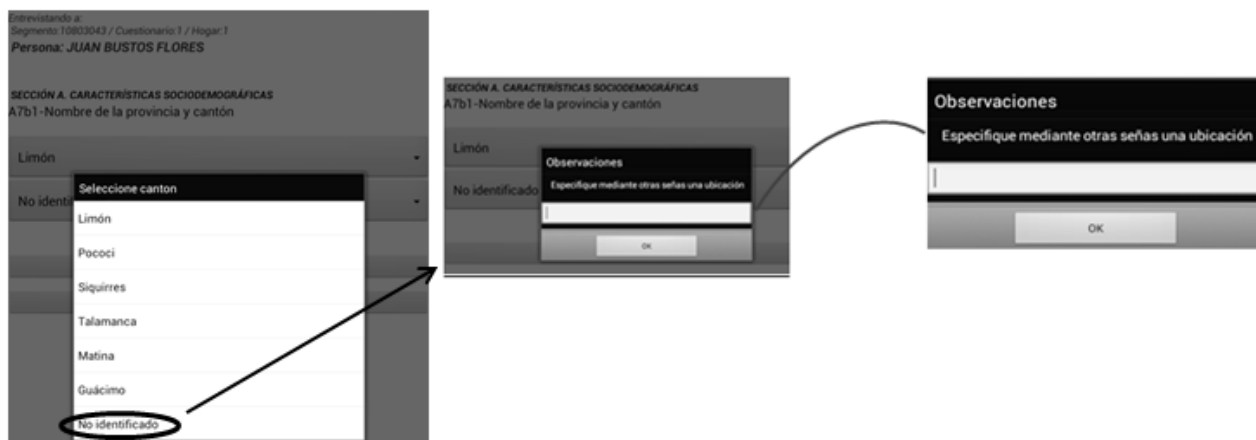 Entrevistando a:
Segmento:10803043 / Cuestionario:1 / Hogar:1
Persona: JUAN BUSTOS FLORES
SECCIÓN A. CARACTERÍSTICAS SOCIODEMOGRÁFICAS
A7b1-Nombre de la provincia y cantón
Limón
No identif
Seleccione canton
Limón
Pococi
Siquirres
Talamanca
Matina
Guácimo
No identificado
SECCIÓN A. CARACTERÍSTICAS SOCIODEMOGRÁFICAS
A7b1-Nombre de la provincia y cantón
Limón
No identificado
Observaciones
Especifique mediante otras señas una ubicación
OK
Observaciones
Especifique mediante otras señas una ubicación
OK